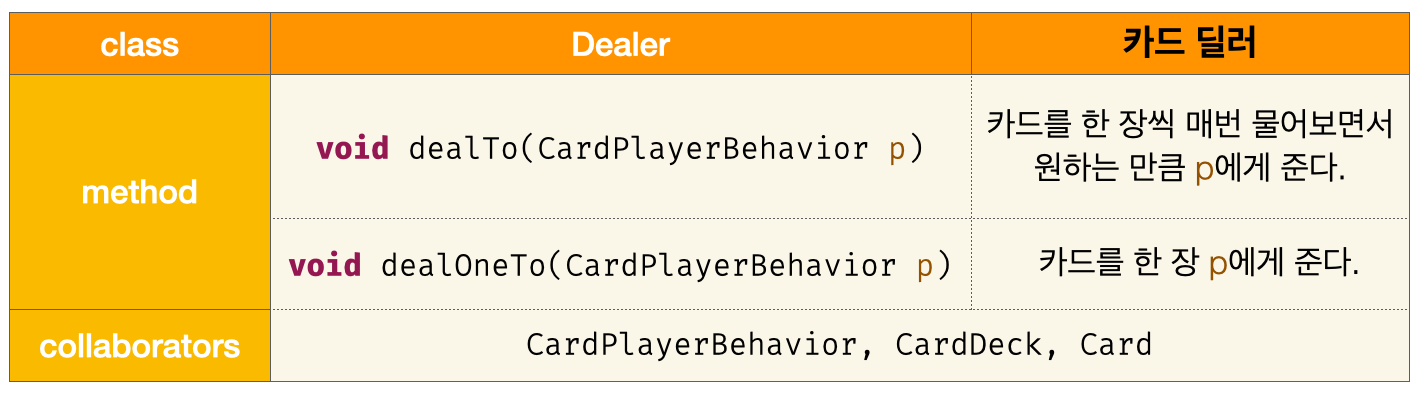 class Dealer 카드 딜러
method
void dealTo(CardPlayerBehavior p)
카드를 한 장씩 매번 물어보면서
원하는 만큼 p에게 준다.
void dealOneTo(CardPlayerBehavior p)
카드를 한 장 p에게 준다.
collaborators
CardPlayerBehavior, CardDeck, Card